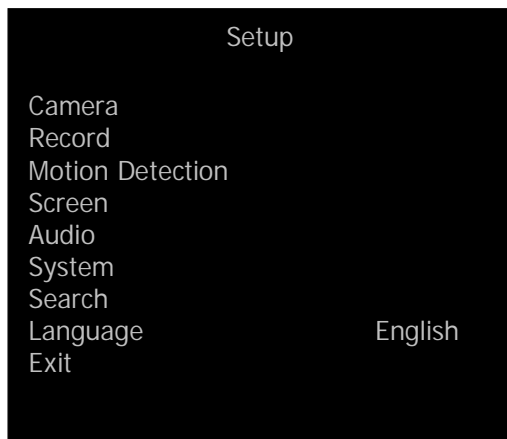 Setup
Camera
Record
Motion Detection
Screen
Audio
System
Search
Language English
Exit